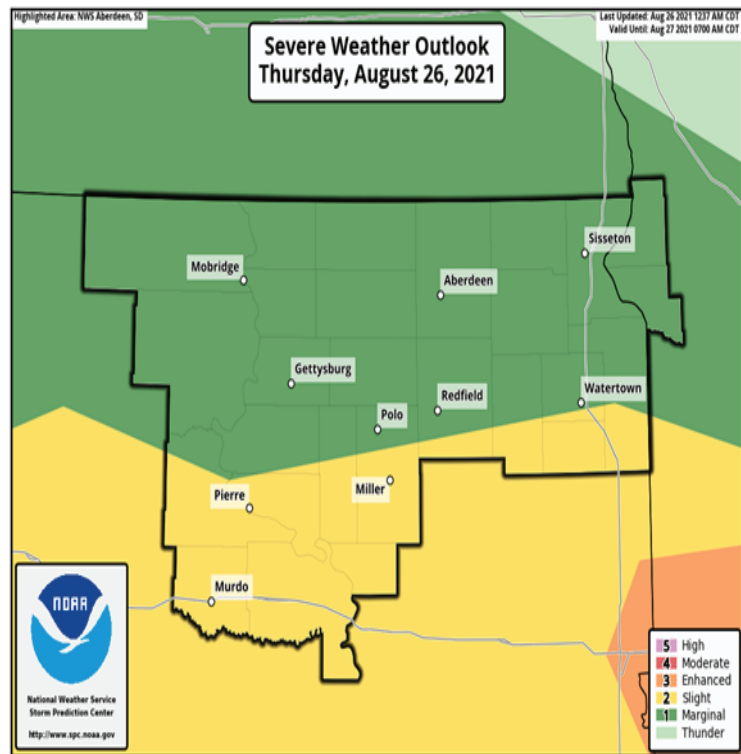 Highlighted Area: NWS Aberdeen, SD
Last Updated: Aug 26 2021 1237 AM CDT
Valid Until: Aug 27 2021 0700 AM CDT
Severe Weather Outlook
Thursday, August 26, 2021
Sisseton
Mobridge
Aberdeen
Gettysburg
Watertown
Redfield
Polo
Miller
Pierre
Murdo
NOAA
National Weather Service
Storm Prediction Center
http://www.spc.noaa.gov
5 High
4 Moderate
3 Enhanced
2 Slight
1 Marginal
Thunder